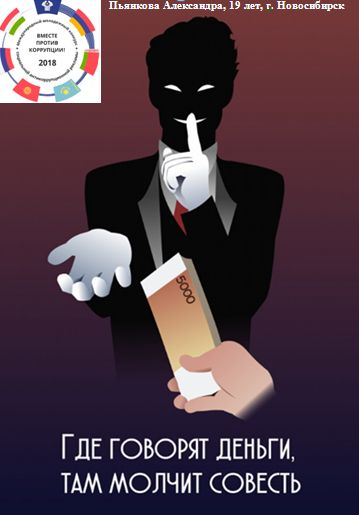 Пьянкова Александра, 19 лет, г. Новосибирск
ВМЕСТЕ
ПРОТИВ
КОРРУПЦИИ!
2018
5000
ГДЕ ГОВОРЯТ ДЕНЬГИ,
ТАМ МОЛЧИТ СОВЕСТЬ